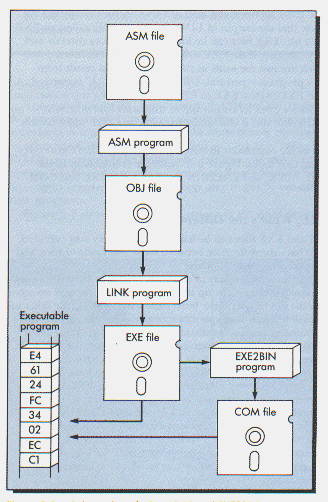 ASM file
ASM program
OBJ file
LINK program
Executable
program
EXE file
EXE2BIN
program
E4
61
24
FC
34
02
EC
C1
COM file